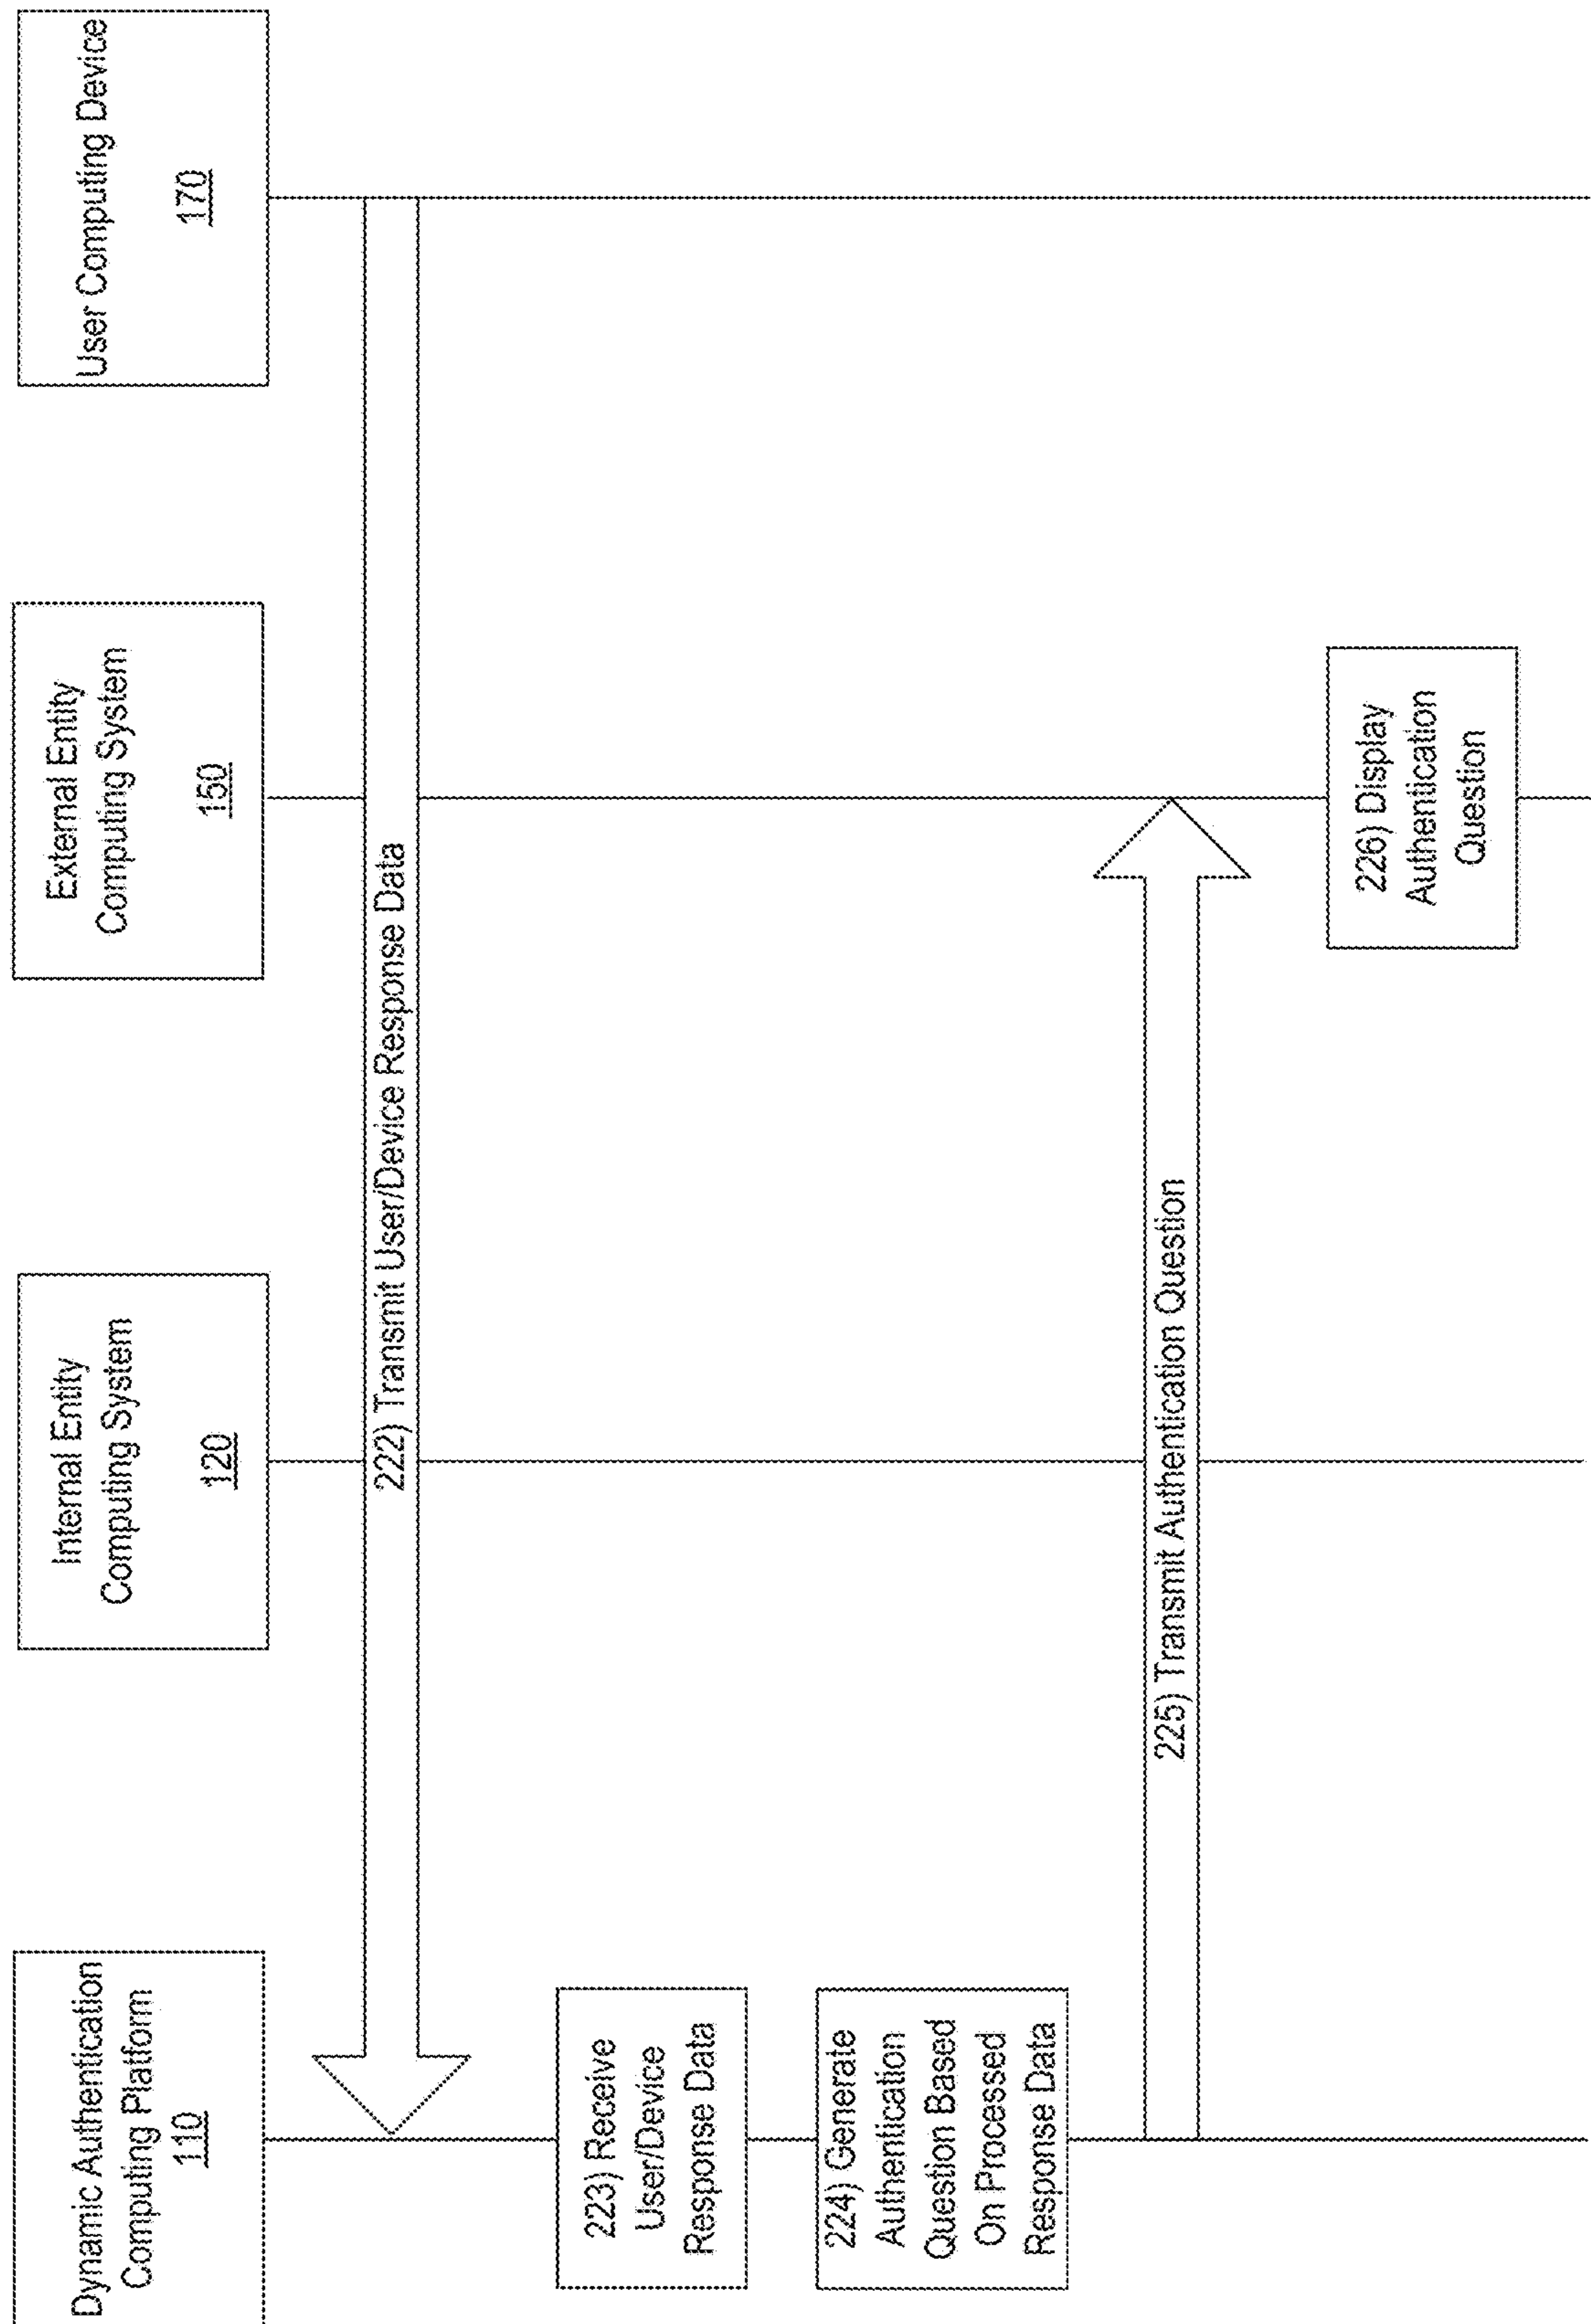 Dynamic Authentication
Computing Platform
110
Internal Entity
Computing System
120
External Entity
Computing System
150
User Computing Device
170
222) Transmit User/Device Response Data
223) Receive
User/Device
Response Data
224) Generate
Authentication
Question Based
On Processed
Response Data
225) Transmit Authentication Question
226) Display
Authentication
Question